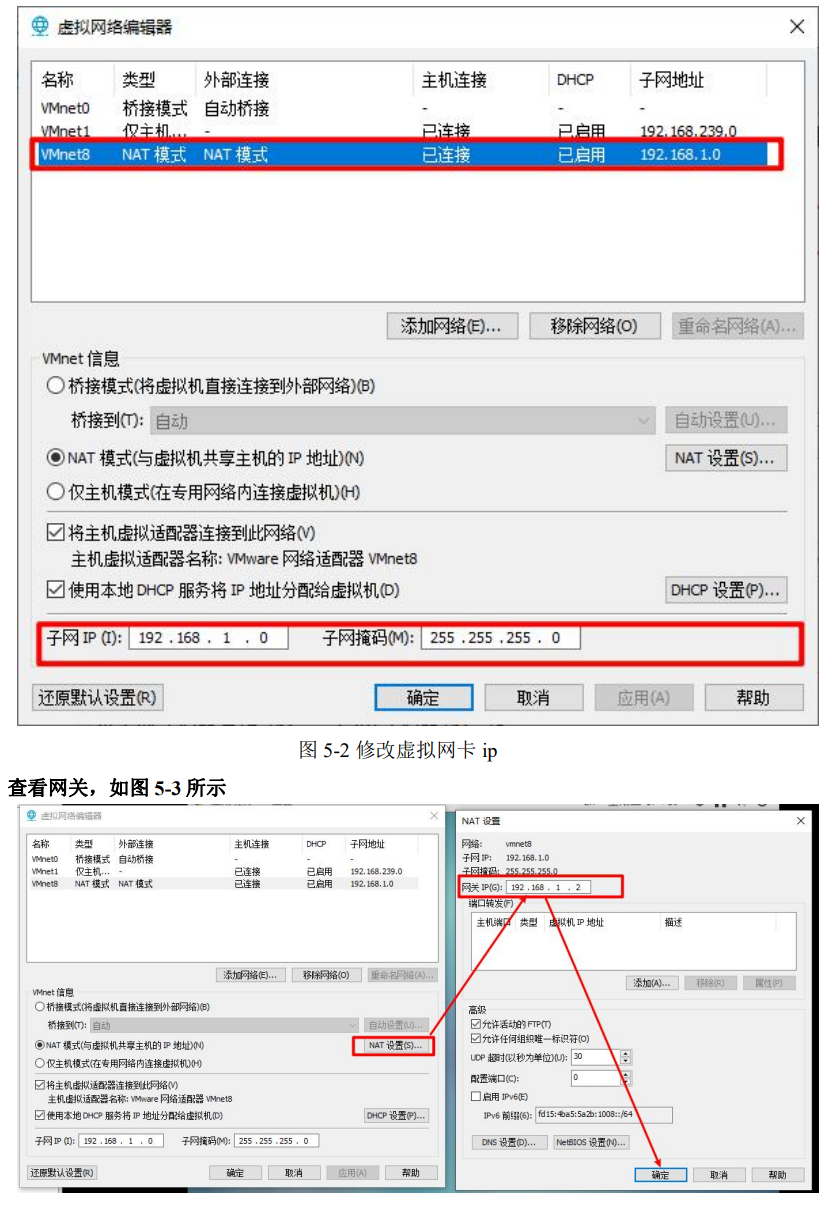 虚拟网络编辑器
名称 类型 外部连接 主机连接 DHCP 子网地址
VMnet0 桥接模式 自动桥接 - - -
VMnet1 仅主机... - 已连接 已启用 192.168.239.0
VMnet8 NAT 模式 NAT 模式 已连接 已启用 192.168.1.0
添加网络(E)... 移除网络(O) 重命名网络(A)...
VMnet 信息
桥接模式(将虚拟机直接连接到外部网络)(B)
桥接到(T): 自动 自动设置(U)...
NAT 模式(与虚拟机共享主机的 IP 地址)(N) NAT 设置(S)...
仅主机模式(在专用网络内连接虚拟机)(H)
将主机虚拟适配器连接到此网络(V)
主机虚拟适配器名称: VMware 网络适配器 VMnet8
使用本地 DHCP 服务将 IP 地址分配给虚拟机(D) DHCP 设置(P)...
子网 IP (I): 192 . 168 . 1 . 0 子网掩码(M): 255 . 255 . 255 . 0
还原默认设置(R) 确定 取消 应用(A) 帮助
图 5-2 修改虚拟网卡 ip
查看网关，如图 5-3 所示
虚拟网络编辑器
名称 类型 外部连接 主机连接 DHCP 子网地址
VMnet0 桥接模式 自动桥接 - - -
VMnet1 仅主机... - 已连接 已启用 192.168.239.0
VMnet8 NAT 模式 NAT 模式 已连接 已启用 192.168.1.0
添加网络(E)... 移除网络(O) 重命名网络(A)...
VMnet 信息
桥接模式(将虚拟机直接连接到外部网络)(B)
桥接到(T): 自动 自动设置(U)...
NAT 模式(与虚拟机共享主机的 IP 地址)(N) NAT 设置(S)...
仅主机模式(在专用网络内连接虚拟机)(H)
将主机虚拟适配器连接到此网络(V)
主机虚拟适配器名称: VMware 网络适配器 VMnet8
使用本地 DHCP 服务将 IP 地址分配给虚拟机(D) DHCP 设置(P)...
子网 IP (I): 192 . 168 . 1 . 0 子网掩码(M): 255 . 255 . 255 . 0
还原默认设置(R) 确定 取消 应用(A) 帮助
NAT 设置
网络: vmnet8
子网 IP: 192.168.1.0
子网掩码: 255.255.255.0
网关 IP(G): 192 . 168 . 1 . 2
端口转发(F)
主机端口 类型 虚拟机 IP 地址 描述
添加(A)... 移除(R) 属性(P)
高级
允许活动的 FTP(T)
允许任何组织唯一标识符(O)
UDP 超时(以秒为单位)(U): 30
配置端口(C): 0
启用 IPv6(E)
IPv6 前缀(6): fd15:4ba5:5a2b:1008::/64
DNS 设置(D)... NetBIOS 设置(N)...
确定 取消 帮助